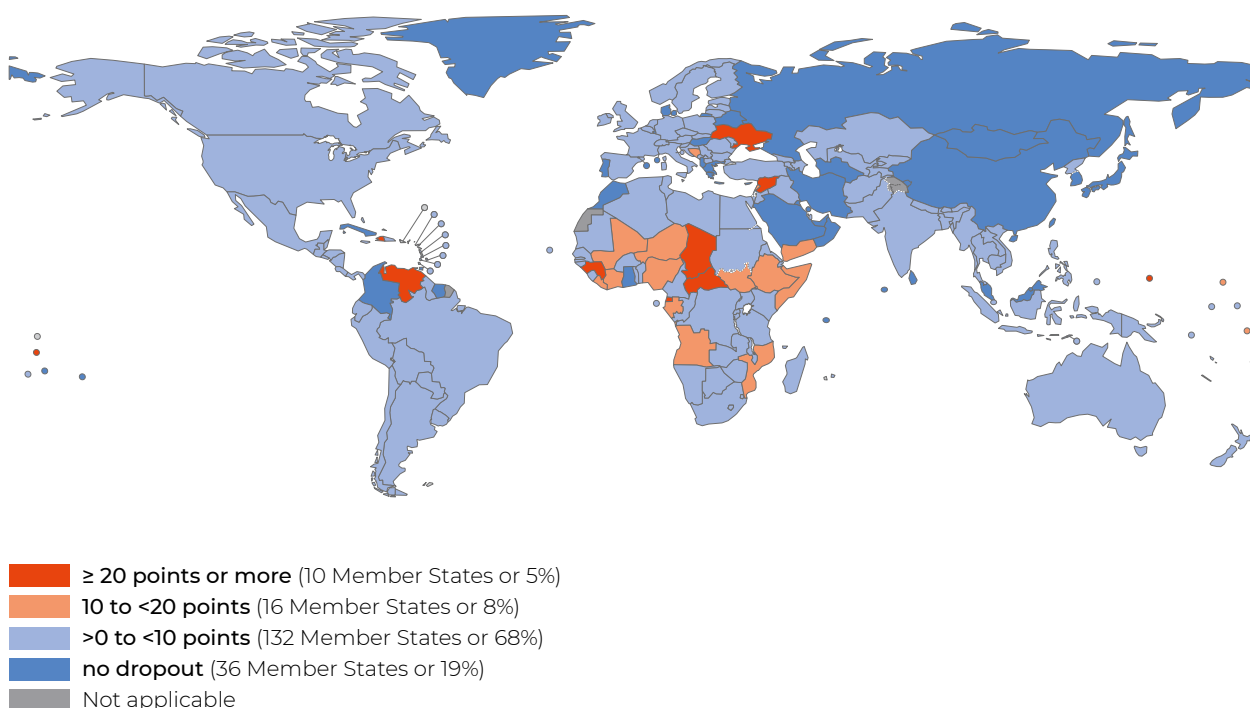 ≥ 20 points or more (10 Member States or 5%)
10 to <20 points (16 Member States or 8%)
>0 to <10 points (132 Member States or 68%)
no dropout (36 Member States or 19%)
Not applicable